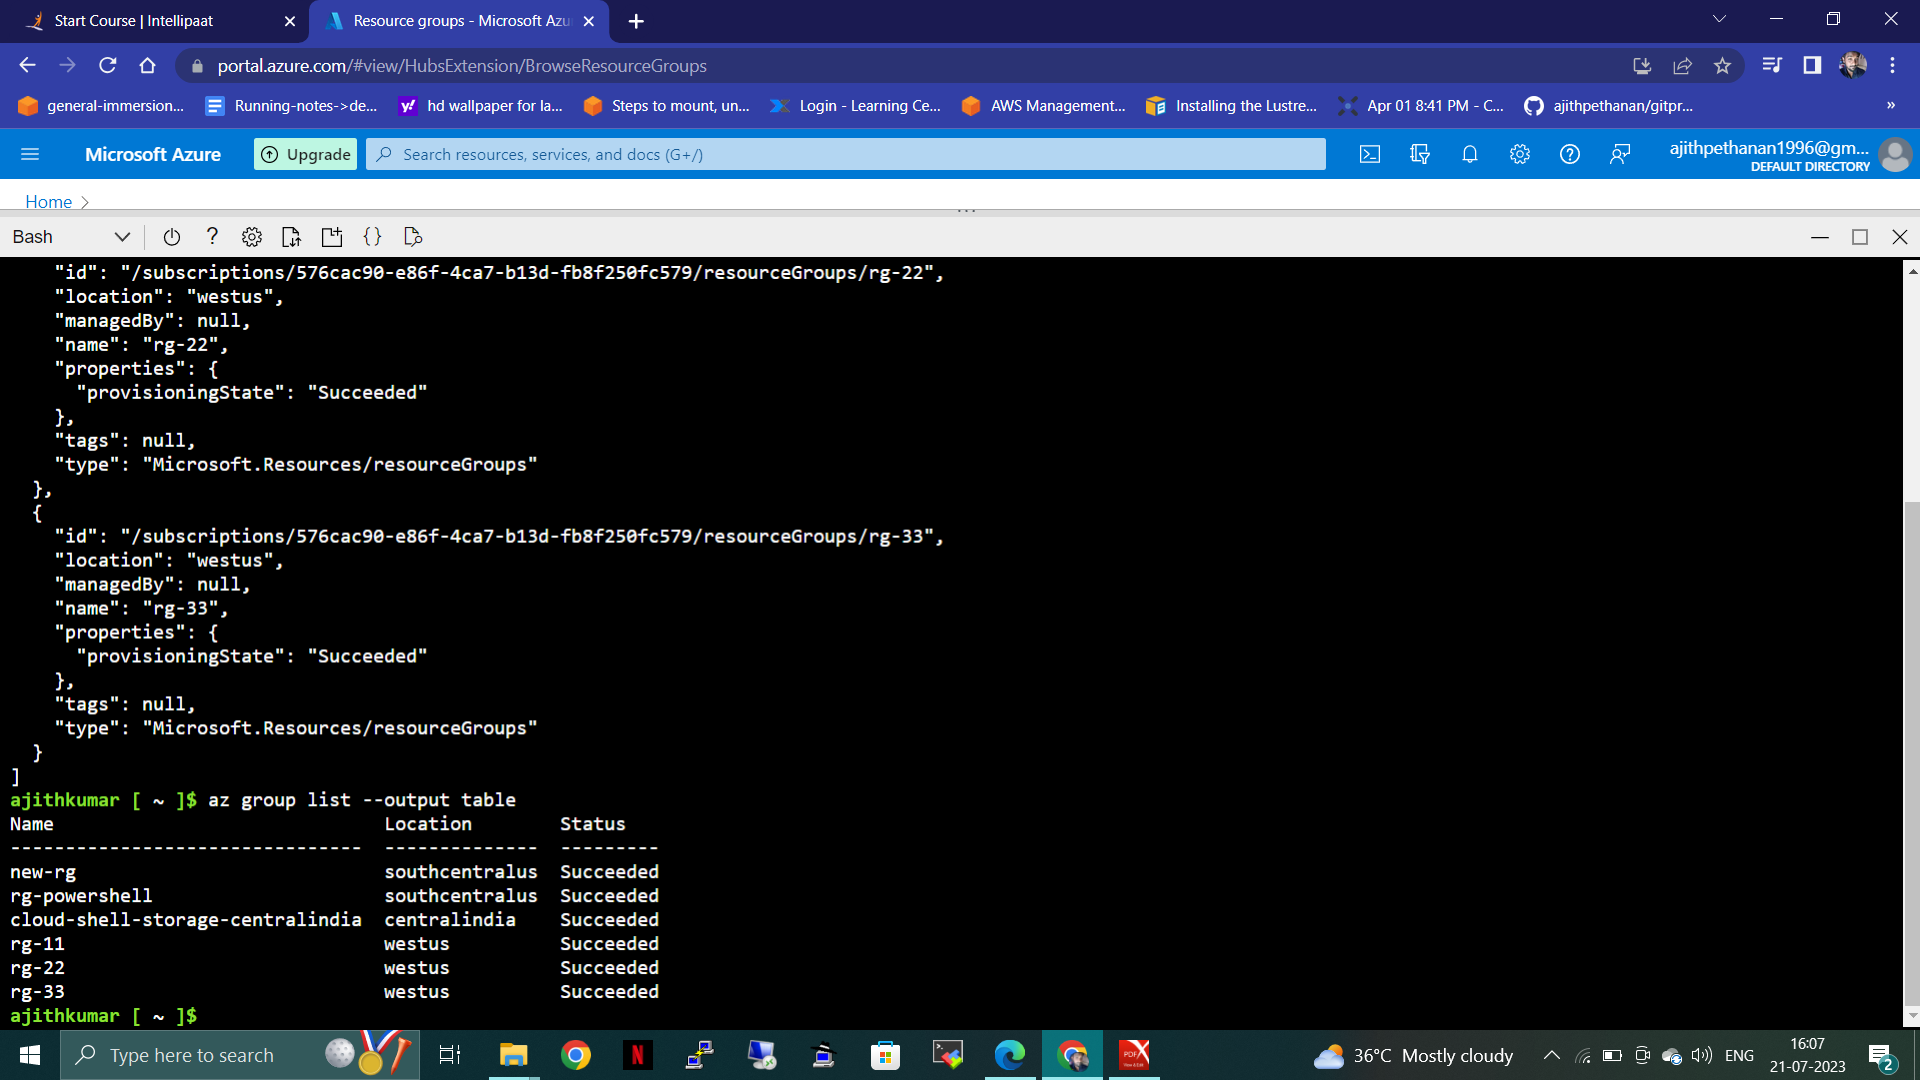 Start Course | Intellipaat
Resource groups - Microsoft Azu
portal.azure.com/#view/HubsExtension/BrowseResourceGroups
general-immersion...
Running-notes->de...
hd wallpaper for la...
Steps to mount, un...
Login - Learning Ce...
AWS Management...
Installing the Lustre...
Apr 01 8:41 PM - C...
ajithpethanan/gitpr...
»
Microsoft Azure
Upgrade
Search resources, services, and docs (G+/)
ajithpethanan1996@gm...
DEFAULT DIRECTORY
Home >
Bash
"id": "/subscriptions/576cac90-e86f-4ca7-b13d-fb8f250fc579/resourceGroups/rg-22",
"location": "westus",
"managedBy": null,
"name": "rg-22",
"properties": {
"provisioningState": "Succeeded"
},
"tags": null,
"type": "Microsoft.Resources/resourceGroups"
},
{
"id": "/subscriptions/576cac90-e86f-4ca7-b13d-fb8f250fc579/resourceGroups/rg-33",
"location": "westus",
"managedBy": null,
"name": "rg-33",
"properties": {
"provisioningState": "Succeeded"
},
"tags": null,
"type": "Microsoft.Resources/resourceGroups"
}
]
ajithkumar [ ~ ]$ az group list --output table
Name Location Status
-------------------------------- -------------- ---------
new-rg southcentralus Succeeded
rg-powershell southcentralus Succeeded
cloud-shell-storage-centralindia centralindia Succeeded
rg-11 westus Succeeded
rg-22 westus Succeeded
rg-33 westus Succeeded
ajithkumar [ ~ ]$
Type here to search
36°C Mostly cloudy
ENG
16:07
21-07-2023
2